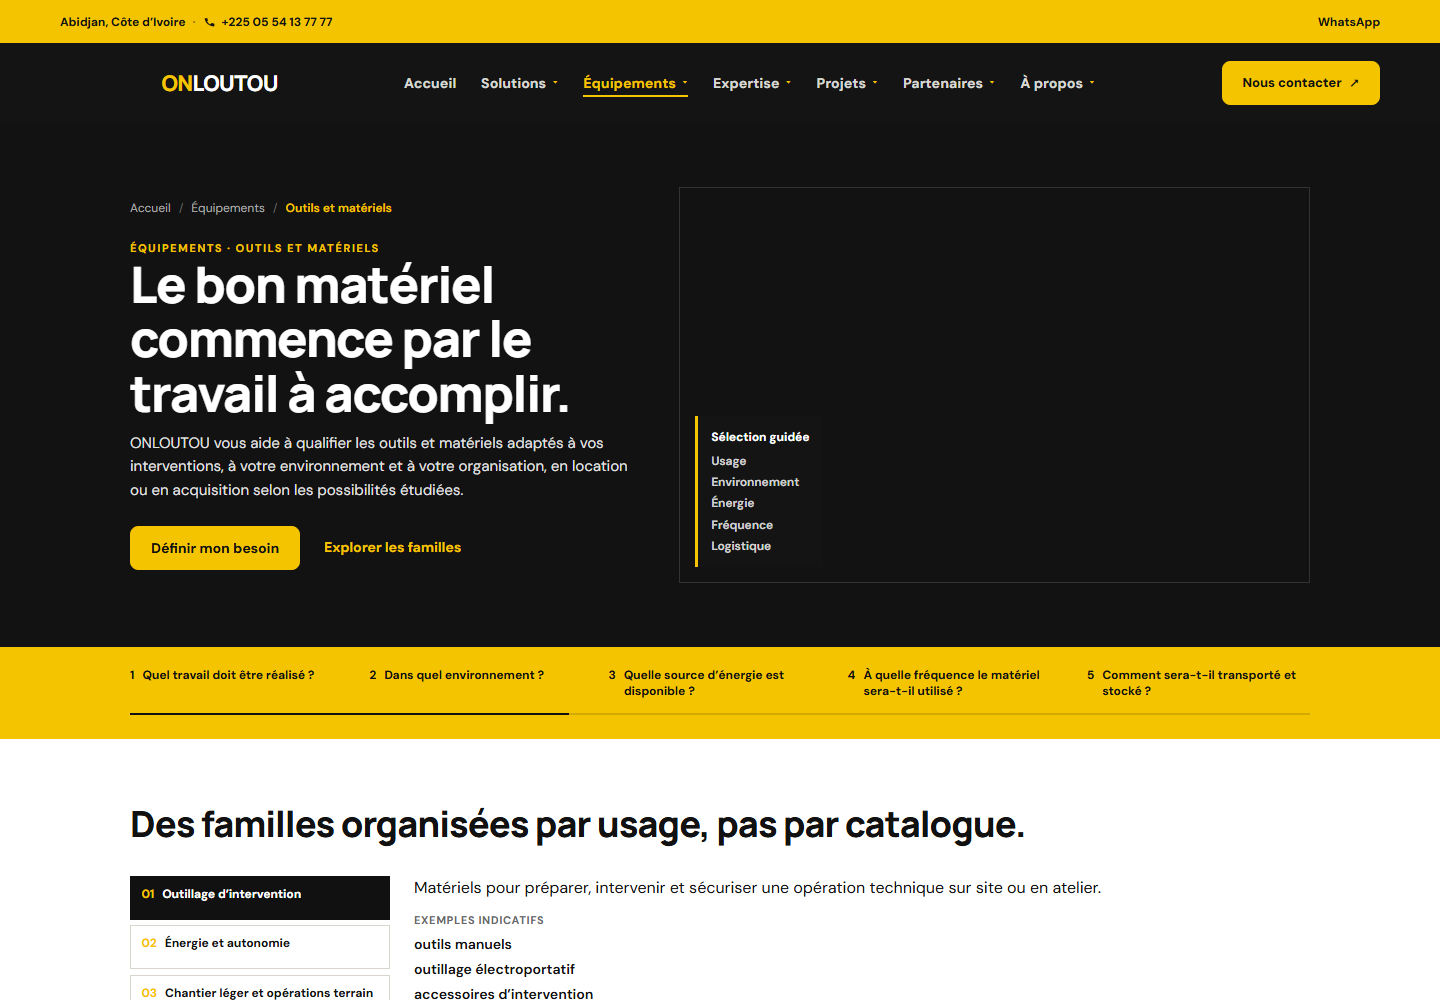 Abidjan, Côte d’Ivoire · +225 05 54 13 77 77
WhatsApp
ONLOUTOU
Accueil
Solutions
Équipements
Expertise
Projets
Partenaires
À propos
Nous contacter ↗
Accueil / Équipements / Outils et matériels
ÉQUIPEMENTS · OUTILS ET MATÉRIELS
Le bon matériel
commence par le
travail à accomplir.
ONLOUTOU vous aide à qualifier les outils et matériels adaptés à vos
interventions, à votre environnement et à votre organisation, en location
ou en acquisition selon les possibilités étudiées.
Définir mon besoin
Explorer les familles
Sélection guidée
Usage
Environnement
Énergie
Fréquence
Logistique
1 Quel travail doit être réalisé ?
2 Dans quel environnement ?
3 Quelle source d’énergie est
disponible ?
4 À quelle fréquence le matériel
sera-t-il utilisé ?
5 Comment sera-t-il transporté et
stocké ?
Des familles organisées par usage, pas par catalogue.
01 Outillage d’intervention
02 Énergie et autonomie
03 Chantier léger et opérations terrain
Matériels pour préparer, intervenir et sécuriser une opération technique sur site ou en atelier.
EXEMPLES INDICATIFS
outils manuels
outillage électroportatif
accessoires d’intervention